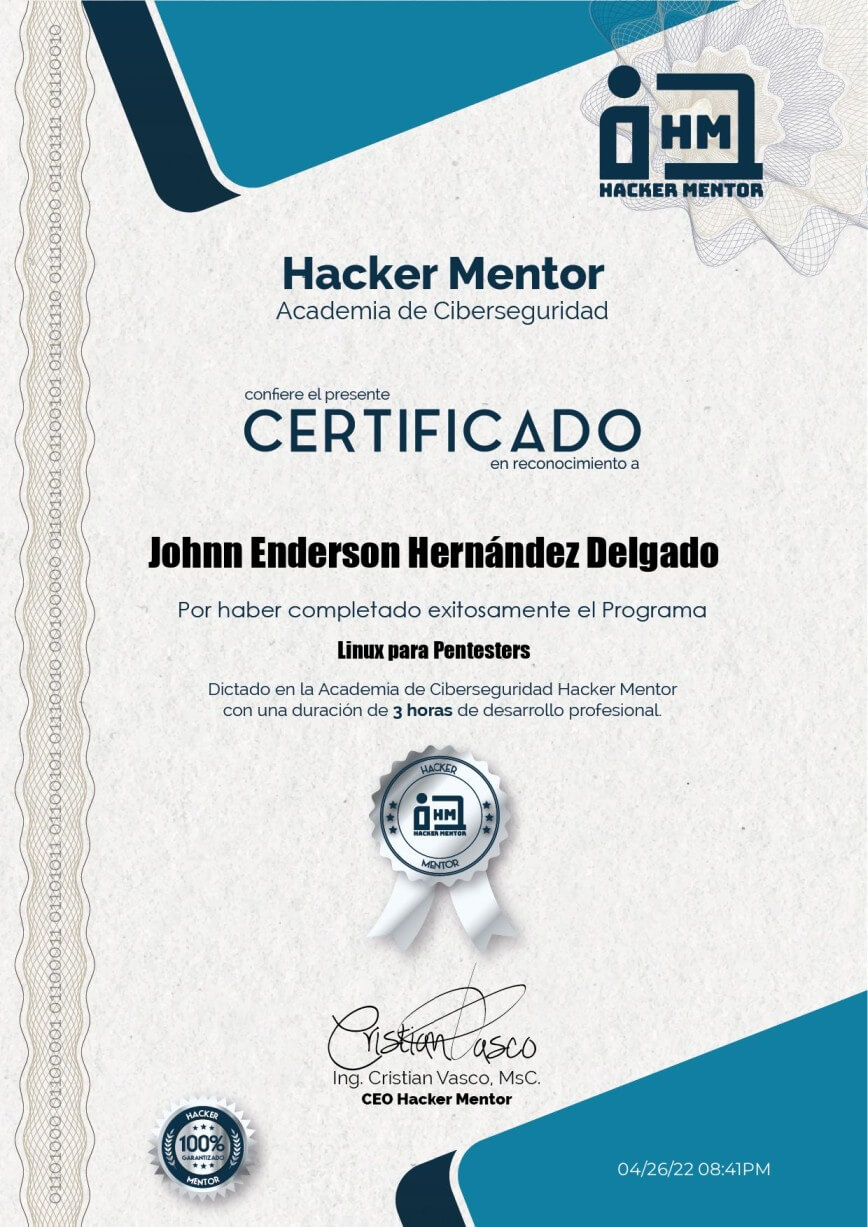 HM
HACKER MENTOR
Hacker Mentor
Academia de Ciberseguridad
confiere el presente
CERTIFICADO
en reconocimiento a
Johnn Enderson Hernández Delgado
Por haber completado exitosamente el Programa
Linux para Pentesters
Dictado en la Academia de Ciberseguridad Hacker Mentor
con una duración de 3 horas de desarrollo profesional.
HACKER
HM
HACKER MENTOR
MENTOR
Cristian Vasco
Ing. Cristian Vasco, MsC.
CEO Hacker Mentor
HACKER
100%
GARANTIZADO
MENTOR
04/26/22 08:41PM
01101000 01100001 01100011 01101011 01100101 01110010 00100000 01101101 01100101 01101110 01110100 01101111 01110010